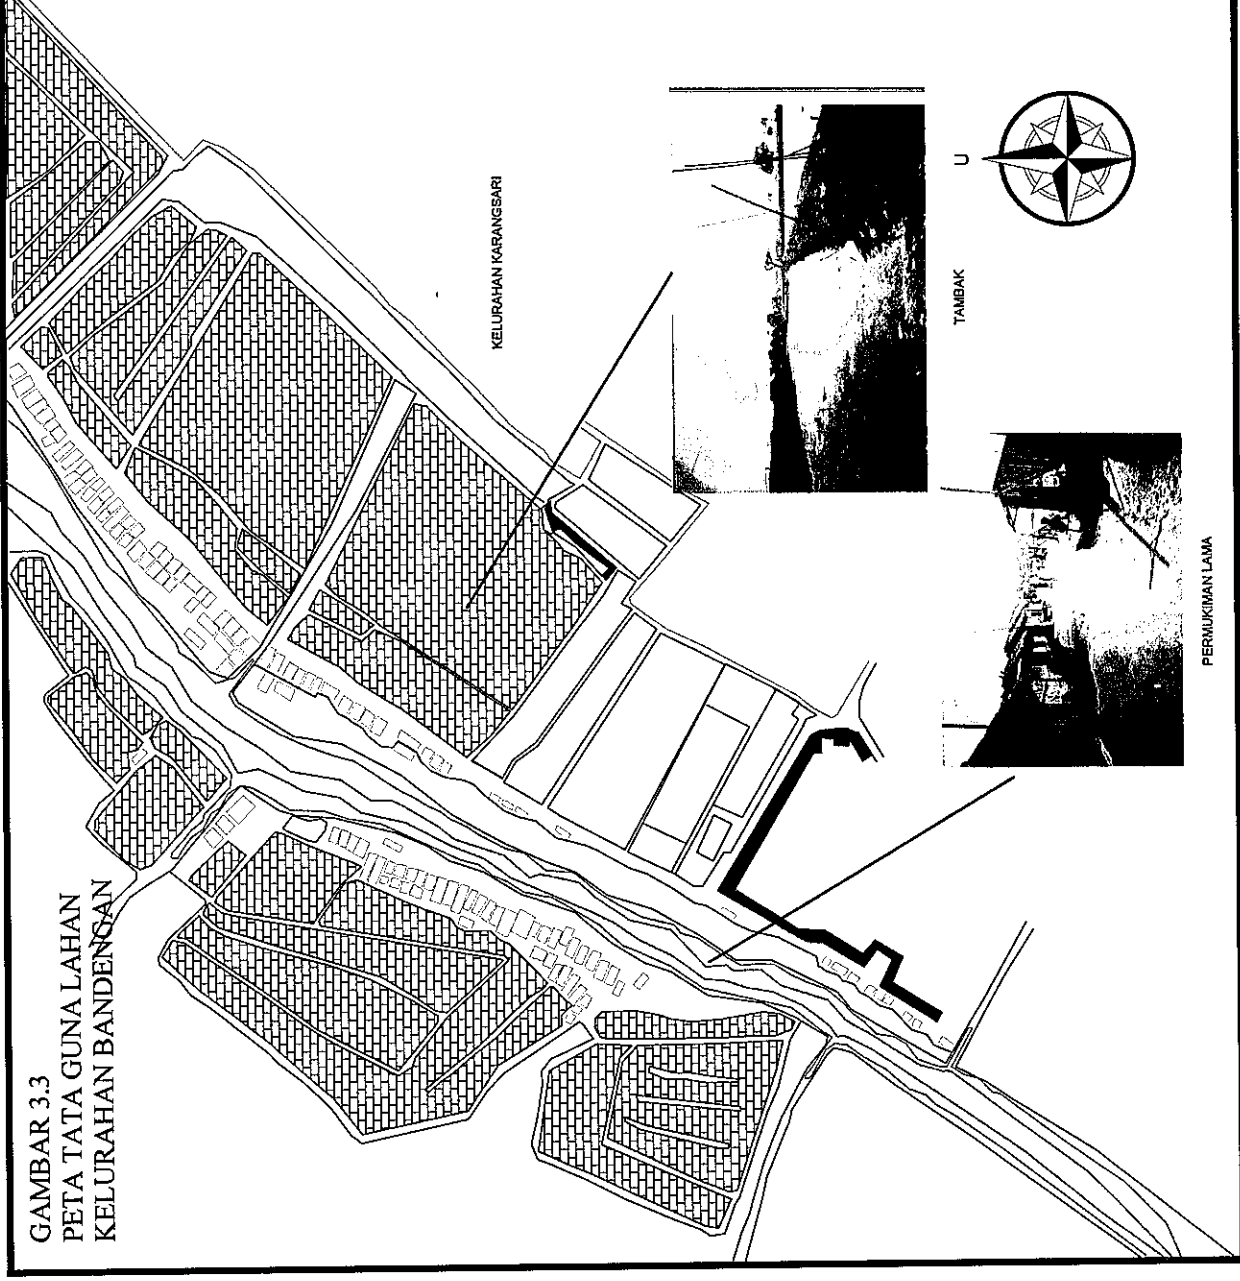 GAMBAR 3.3
PETA TATA GUNA LAHAN
KELURAHAN BANDENGAN
KELURAHAN KARANGSARI
U
TAMBAK
PERMUKIMAN LAMA